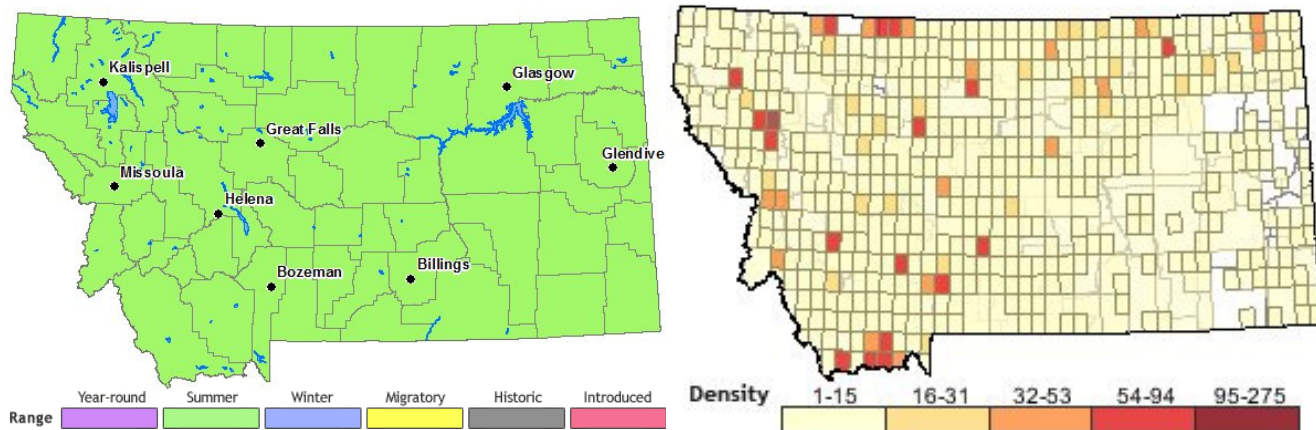 Kalispell
Glasgow
Great Falls
Glendive
Missoula
Helena
Bozeman
Billings
Range Year-round Summer Winter Migratory Historic Introduced
Density 1-15 16-31 32-53 54-94 95-275